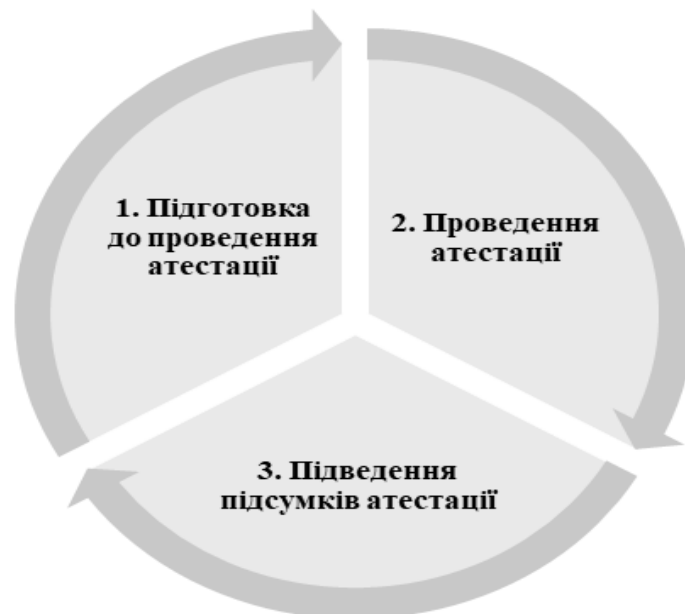 1. Підготовка
до проведення
атестації
2. Проведення
атестації
3. Підведення
підсумків атестації